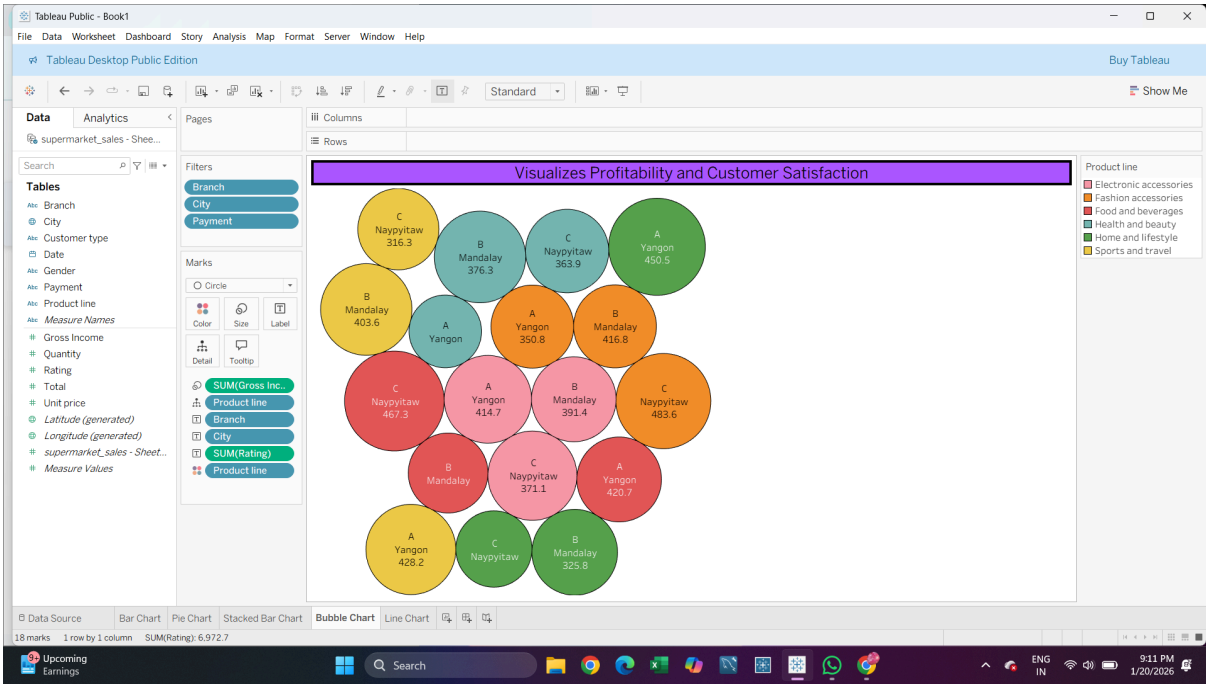 Tableau Public - Book1
File Data Worksheet Dashboard Story Analysis Map Format Server Window Help
Tableau Desktop Public Edition
Buy Tableau
Standard
Show Me
Data Analytics
Pages
Columns
Rows
supermarket_sales - Shee...
Search
Tables
Abc Branch
City
Abc Customer type
Date
Abc Gender
Abc Payment
Abc Product line
Abc Measure Names
# Gross Income
# Quantity
# Rating
# Total
# Unit price
Latitude (generated)
Longitude (generated)
# supermarket_sales - Sheet...
# Measure Values
Filters
Branch
City
Payment
Marks
Circle
Color Size Label
Detail Tooltip
SUM(Gross Inc..
Product line
Branch
City
SUM(Rating)
Product line
Visualizes Profitability and Customer Satisfaction
C
Naypyitaw
316.3
B
Mandalay
376.3
C
Naypyitaw
363.9
A
Yangon
450.5
B
Mandalay
403.6
A
Yangon
A
Yangon
350.8
B
Mandalay
416.8
C
Naypyitaw
467.3
A
Yangon
414.7
B
Mandalay
391.4
C
Naypyitaw
483.6
B
Mandalay
C
Naypyitaw
371.1
A
Yangon
420.7
A
Yangon
428.2
C
Naypyitaw
B
Mandalay
325.8
Product line
Electronic accessories
Fashion accessories
Food and beverages
Health and beauty
Home and lifestyle
Sports and travel
Data Source Bar Chart Pie Chart Stacked Bar Chart Bubble Chart Line Chart
18 marks 1 row by 1 column SUM(Rating): 6,972.7
9+
Upcoming
Earnings
Search
ENG
IN
9:11 PM
1/20/2026